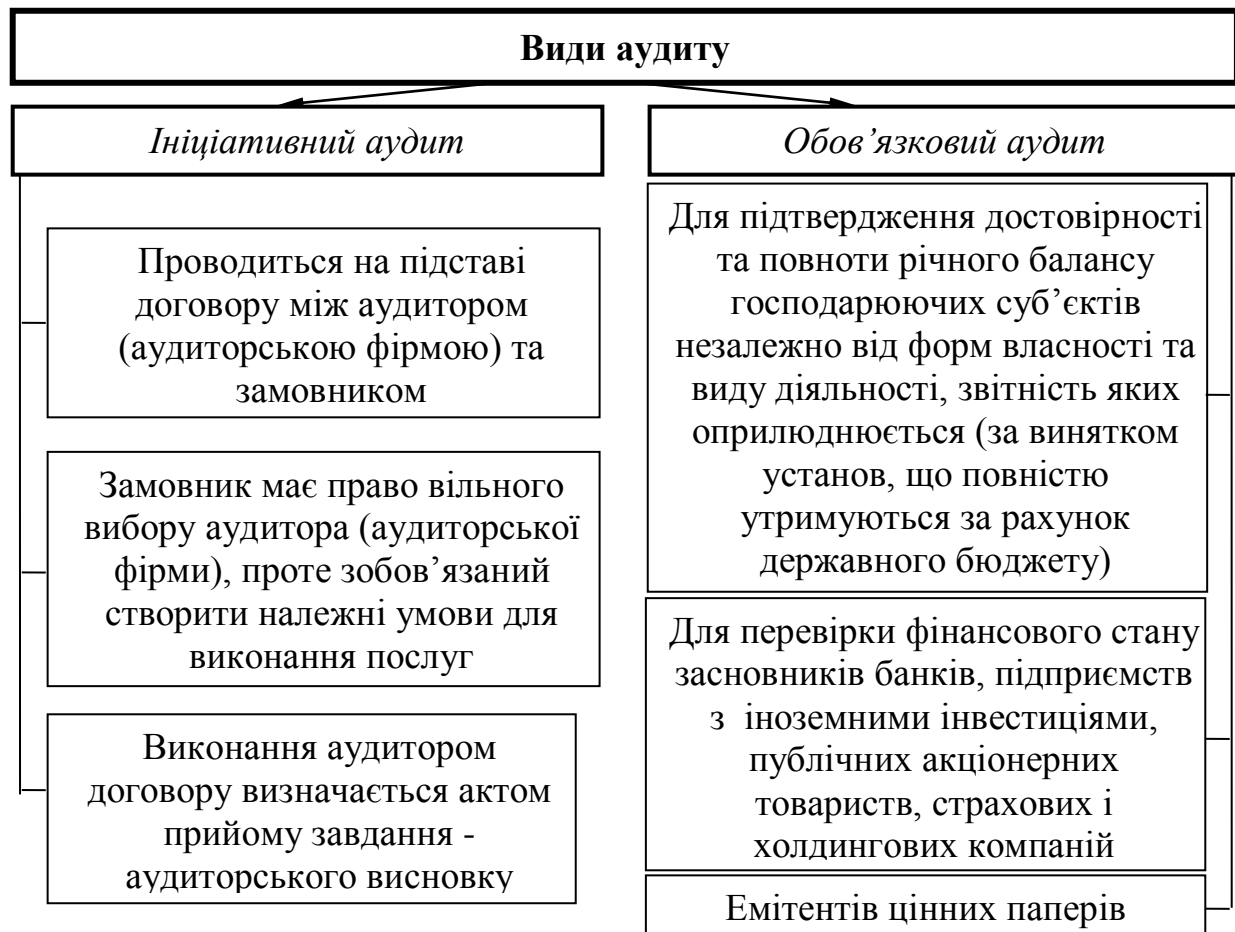 Види аудиту
Ініціативний аудит
Проводиться на підставі
договору між аудитором
(аудиторською фірмою) та
замовником
Замовник має право вільного
вибору аудитора (аудиторської
фірми), проте зобов’язаний
створити належні умови для
виконання послуг
Виконання аудитором
договору визначається актом
прийому завдання -
аудиторського висновку
Обов’язковий аудит
Для підтвердження достовірності
та повноти річного балансу
господарюючих суб’єктів
незалежно від форм власності та
виду діяльності, звітність яких
оприлюднюється (за винятком
установ, що повністю
утримуються за рахунок
державного бюджету)
Для перевірки фінансового стану
засновників банків, підприємств
з іноземними інвестиціями,
публічних акціонерних
товариств, страхових і
холдингових компаній
Емітентів цінних паперів